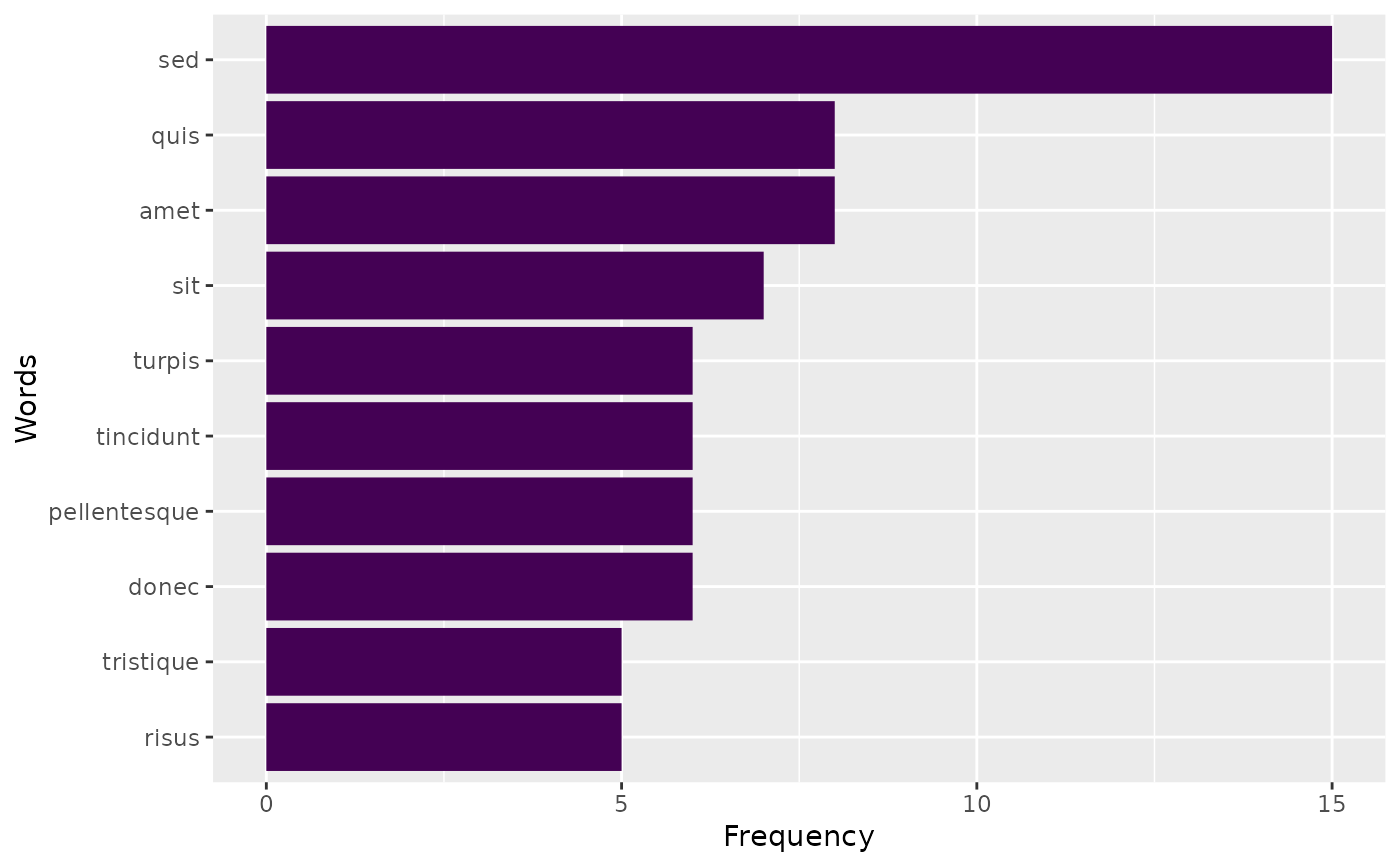 sed
quis
amet
sit
turpis
tincidunt
pellentesque
donec
tristique
risus
Words
0 5 10 15
Frequency